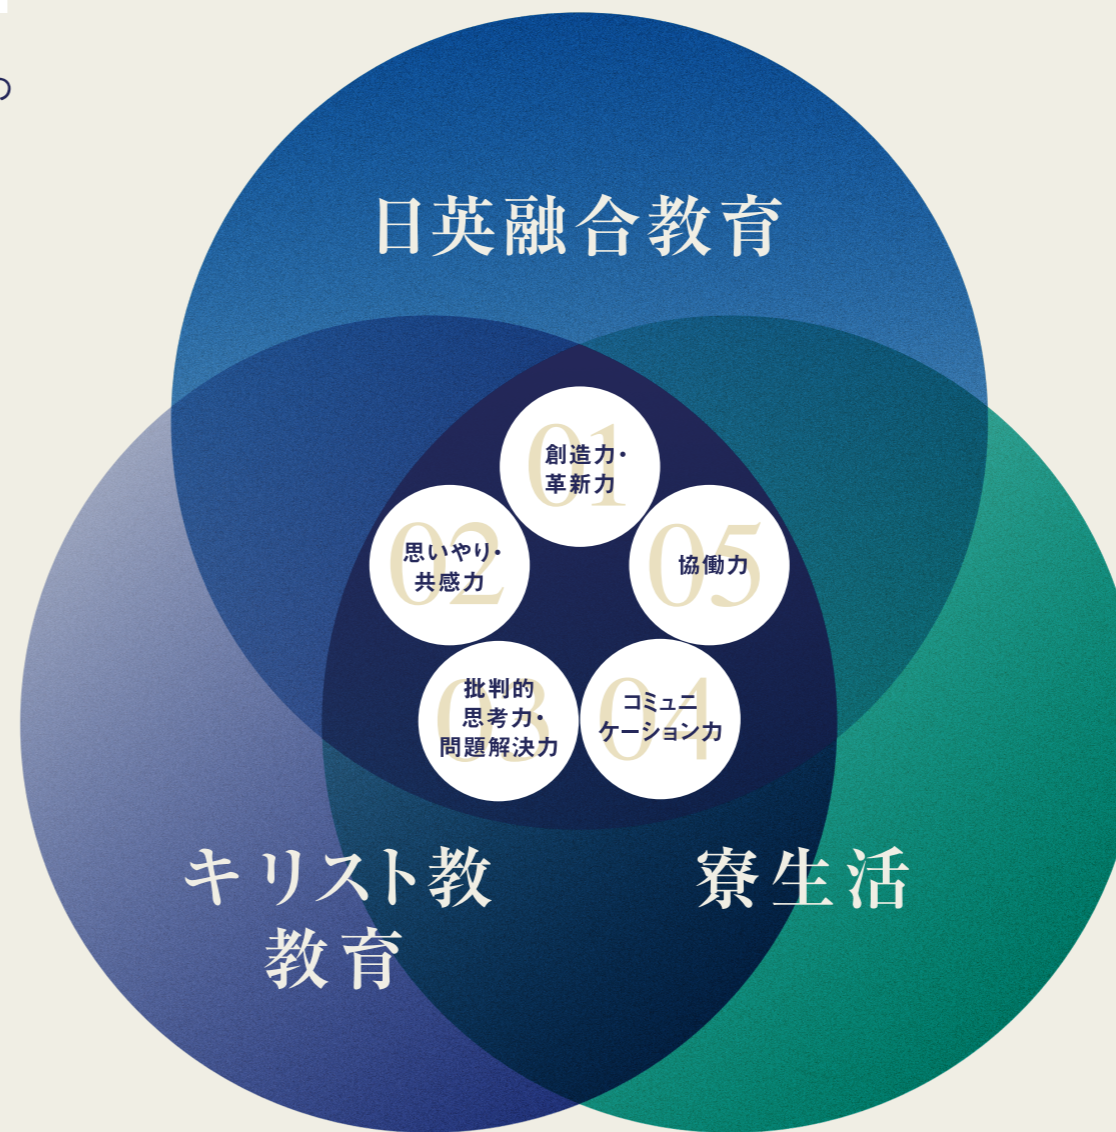 の
日英融合教育
01
創造力・
革新力
02
思いやり・
共感力
05
協働力
03
批判的
思考力・
問題解決力
04
コミュニ
ケーション力
キリスト教
教育
寮生活